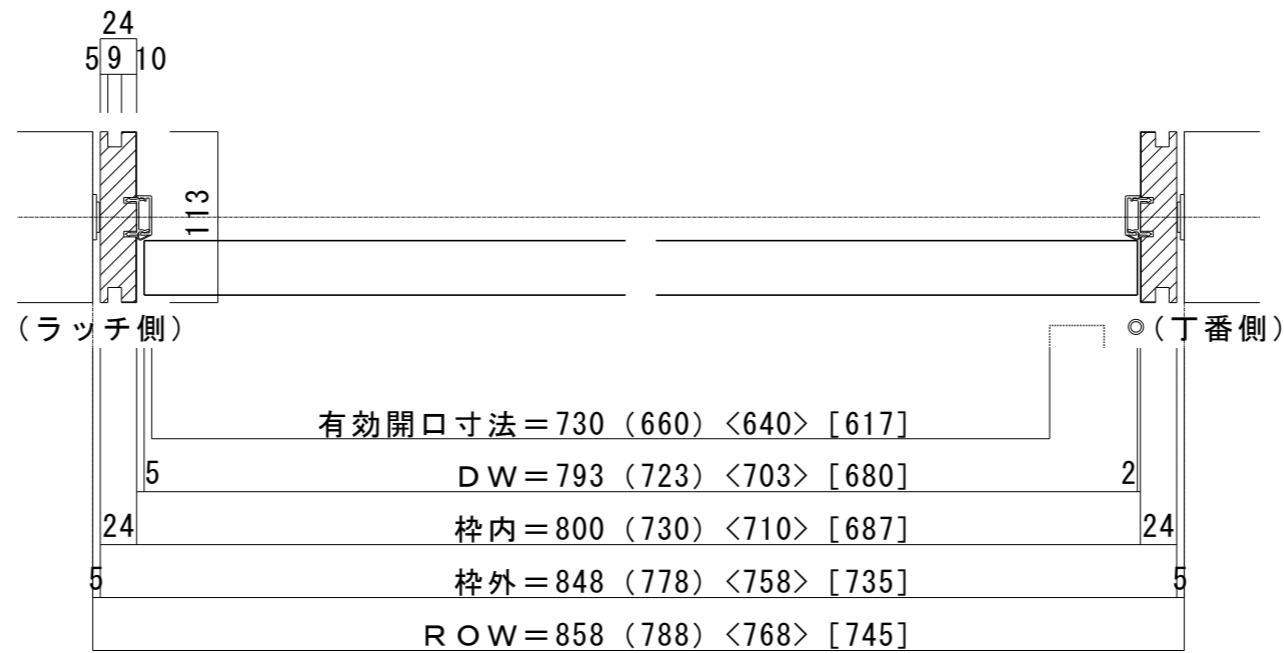 24
5 9 10
113
(ラッチ側) ◎(丁番側)
有効開口寸法=730 (660) <640> [617]
5 DW=793 (723) <703> [680] 2
24 枠内=800 (730) <710> [687] 24
5 枠外=848 (778) <758> [735] 5
ROW=858 (788) <768> [745]